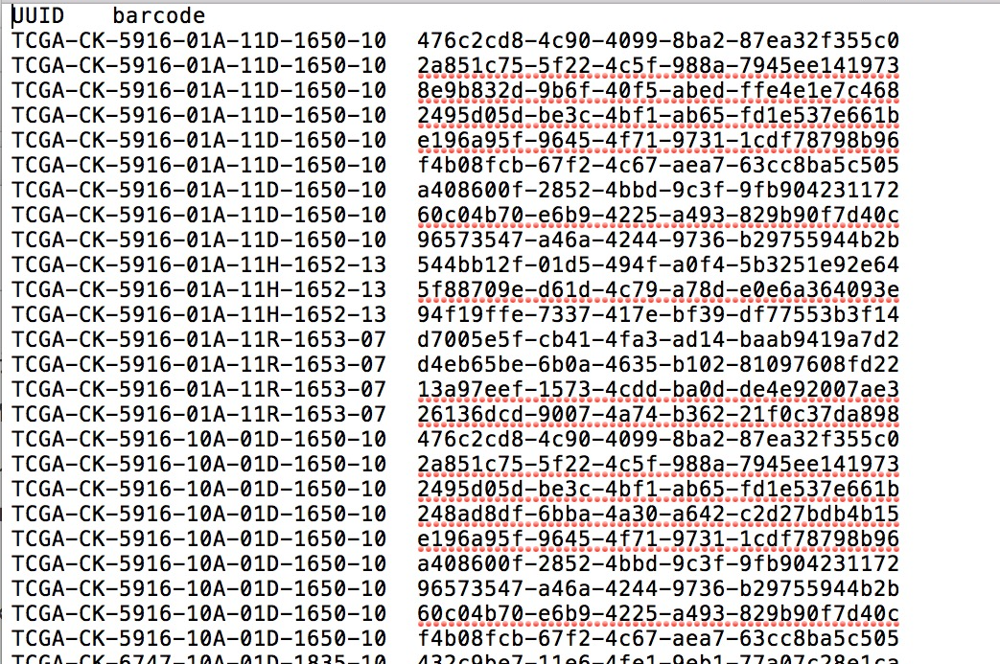 UUID    barcode
TCGA-CK-5916-01A-11D-1650-10  476c2cd8-4c90-4099-8ba2-87ea32f355c0
TCGA-CK-5916-01A-11D-1650-10  2a851c75-5f22-4c5f-988a-7945ee141973
TCGA-CK-5916-01A-11D-1650-10  8e9b832d-9b6f-40f5-abed-ffe4e1e7c468
TCGA-CK-5916-01A-11D-1650-10  2495d05d-be3c-4bf1-ab65-fd1e537e661b
TCGA-CK-5916-01A-11D-1650-10  e196a95f-9645-4f71-9731-1cdf78798b96
TCGA-CK-5916-01A-11D-1650-10  f4b08fcb-67f2-4c67-aea7-63cc8ba5c505
TCGA-CK-5916-01A-11D-1650-10  a408600f-2852-4bbd-9c3f-9fb904231172
TCGA-CK-5916-01A-11D-1650-10  60c04b70-e6b9-4225-a493-829b90f7d40c
TCGA-CK-5916-01A-11D-1650-10  96573547-a46a-4244-9736-b29755944b2b
TCGA-CK-5916-01A-11H-1652-13  544bb12f-01d5-494f-a0f4-5b3251e92e64
TCGA-CK-5916-01A-11H-1652-13  5f88709e-d61d-4c79-a78d-e0e6a364093e
TCGA-CK-5916-01A-11H-1652-13  94f19ffe-7337-417e-bf39-df77553b3f14
TCGA-CK-5916-01A-11R-1653-07  d7005e5f-cb41-4fa3-ad14-baab9419a7d2
TCGA-CK-5916-01A-11R-1653-07  d4eb65be-6b0a-4635-b102-81097608fd22
TCGA-CK-5916-01A-11R-1653-07  13a97eef-1573-4cdd-ba0d-de4e92007ae3
TCGA-CK-5916-01A-11R-1653-07  26136dcd-9007-4a74-b362-21f0c37da898
TCGA-CK-5916-10A-01D-1650-10  476c2cd8-4c90-4099-8ba2-87ea32f355c0
TCGA-CK-5916-10A-01D-1650-10  2a851c75-5f22-4c5f-988a-7945ee141973
TCGA-CK-5916-10A-01D-1650-10  2495d05d-be3c-4bf1-ab65-fd1e537e661b
TCGA-CK-5916-10A-01D-1650-10  248ad8df-6bba-4a30-a642-c2d27bdb4b15
TCGA-CK-5916-10A-01D-1650-10  e196a95f-9645-4f71-9731-1cdf78798b96
TCGA-CK-5916-10A-01D-1650-10  a408600f-2852-4bbd-9c3f-9fb904231172
TCGA-CK-5916-10A-01D-1650-10  96573547-a46a-4244-9736-b29755944b2b
TCGA-CK-5916-10A-01D-1650-10  60c04b70-e6b9-4225-a493-829b90f7d40c
TCGA-CK-5916-10A-01D-1650-10  f4b08fcb-67f2-4c67-aea7-63cc8ba5c505
TCGA-CK-6747-10A-01D-1835-10